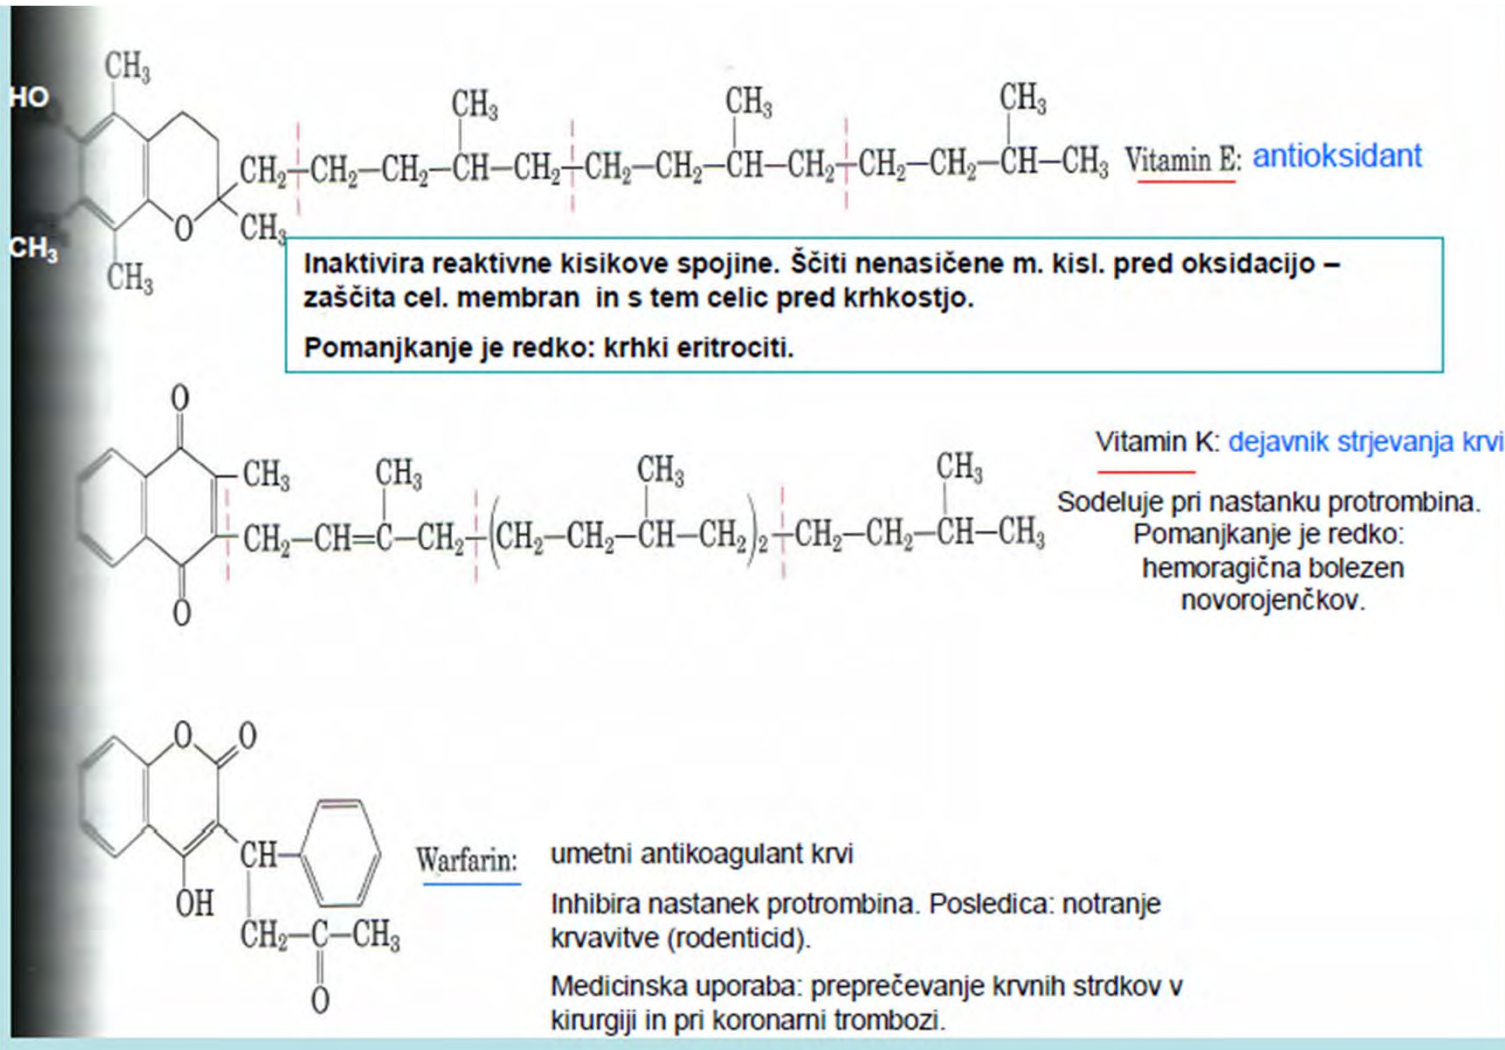 CH₃
HO
CH₃ CH₃ CH₃
CH₂–CH₂–CH₂–CH–CH₂–CH₂–CH₂–CH–CH₂–CH₂–CH₂–CH–CH₃ Vitamin E: antioksidant
O CH₃
CH₃
CH₃
Inaktivira reaktivne kisikove spojine. Ščiti nenasičene m. kisl. pred oksidacijo –
zaščita cel. membran in s tem celic pred krhkostjo.
Pomanjkanje je redko: krhki eritrociti.
O
Vitamin K: dejavnik strjevanja krvi
CH₃ CH₃ CH₃ CH₃
CH₂–CH=C–CH₂–(CH₂–CH₂–CH–CH₂)₂–CH₂–CH₂–CH–CH₃
O
Sodeluje pri nastanku protrombina.
Pomanjkanje je redko:
hemoragična bolezen
novorojenčkov.
O O
CH
OH
CH₂–C–CH₃
O
Warfarin: umetni antikoagulant krvi
Inhibira nastanek protrombina. Posledica: notranje
krvavitve (rodenticid).
Medicinska uporaba: preprečevanje krvnih strdkov v
kirurgiji in pri koronarni trombozi.